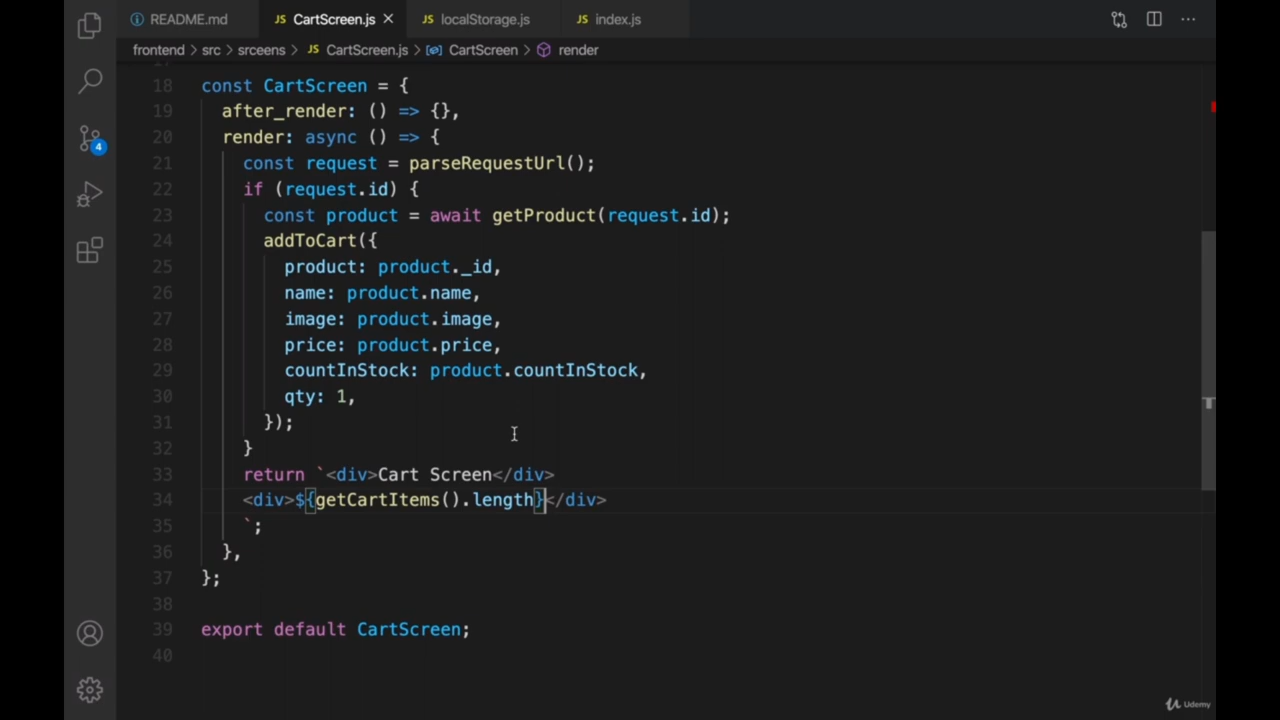 README.md JS CartScreen.js JS localStorage.js JS index.js
frontend > src > srceens > JS CartScreen.js > CartScreen > render
18 const CartScreen = {
19 after_render: () => {},
20 render: async () => {
21 const request = parseRequestUrl();
22 if (request.id) {
23 const product = await getProduct(request.id);
24 addToCart({
25 product: product._id,
26 name: product.name,
27 image: product.image,
28 price: product.price,
29 countInStock: product.countInStock,
30 qty: 1,
31 });
32 }
33 return `<div>Cart Screen</div>
34 <div>${getCartItems().length}</div>
35 `;
36 },
37 };
38
39 export default CartScreen;
40
4
Udemy